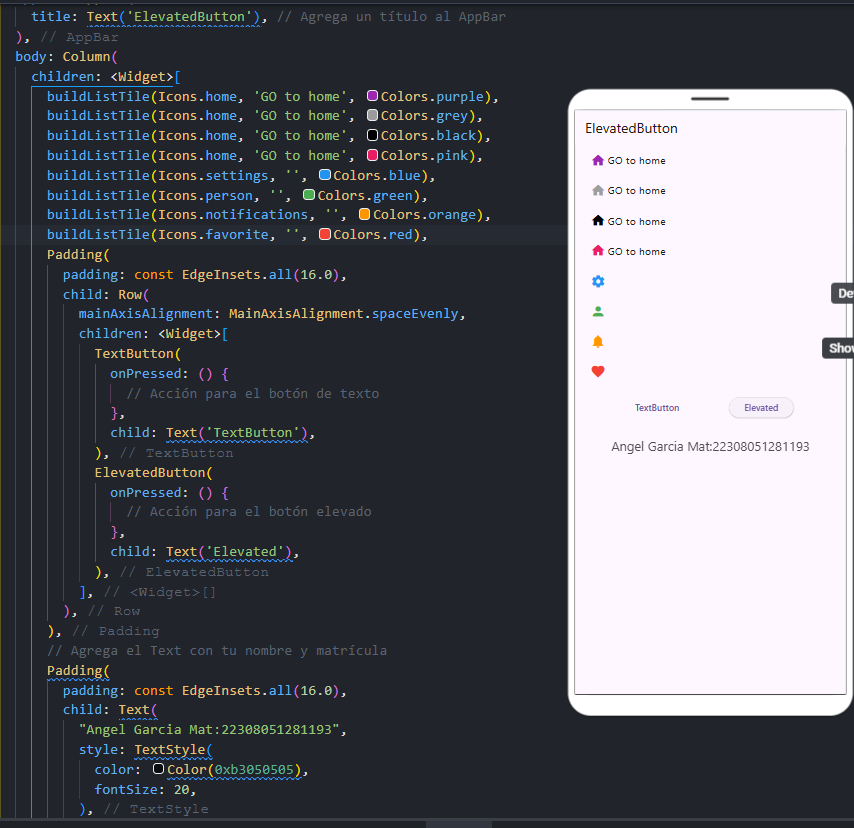 title: Text('ElevatedButton'), // Agrega un título al AppBar
), // AppBar
body: Column(
children: <Widget>[
buildListTile(Icons.home, 'GO to home', Colors.purple),
buildListTile(Icons.home, 'GO to home', Colors.grey),
buildListTile(Icons.home, 'GO to home', Colors.black),
buildListTile(Icons.home, 'GO to home', Colors.pink),
buildListTile(Icons.settings, '', Colors.blue),
buildListTile(Icons.person, '', Colors.green),
buildListTile(Icons.notifications, '', Colors.orange),
buildListTile(Icons.favorite, '', Colors.red),
Padding(
padding: const EdgeInsets.all(16.0),
child: Row(
mainAxisAlignment: MainAxisAlignment.spaceEvenly,
children: <Widget>[
TextButton(
onPressed: () {
// Acción para el botón de texto
},
child: Text('TextButton'),
), // TextButton
ElevatedButton(
onPressed: () {
// Acción para el botón elevado
},
child: Text('Elevated'),
), // ElevatedButton
], // <Widget>[]
), // Row
), // Padding
// Agrega el Text con tu nombre y matrícula
Padding(
padding: const EdgeInsets.all(16.0),
child: Text(
"Angel Garcia Mat:22308051281193",
style: TextStyle(
color: Color(0xb3050505),
fontSize: 20,
), // TextStyle
ElevatedButton
GO to home
GO to home
GO to home
GO to home
TextButton Elevated
Angel Garcia Mat:22308051281193
De
Show